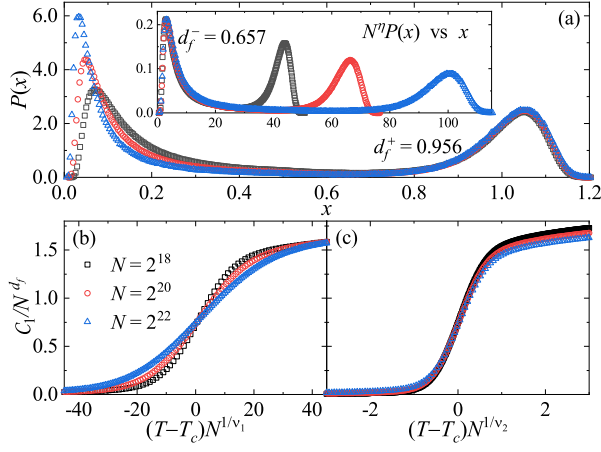 (a)
P(x)
6.0
4.0
2.0
0.0
0.0 0.2 0.4 0.6 0.8 1.0 1.2
x
d_f^- = 0.657
N^η P(x) vs x
0.2
0.1
0.0
0 20 40 60 80 100
d_f^+ = 0.956
(b)
N = 2^18
N = 2^20
N = 2^22
C_1/N^{d_f}
1.5
1.0
0.5
0.0
-40 -20 0 20 40
(T−T_c)N^{1/ν_1}
(c)
-2 0 2
(T−T_c)N^{1/ν_2}